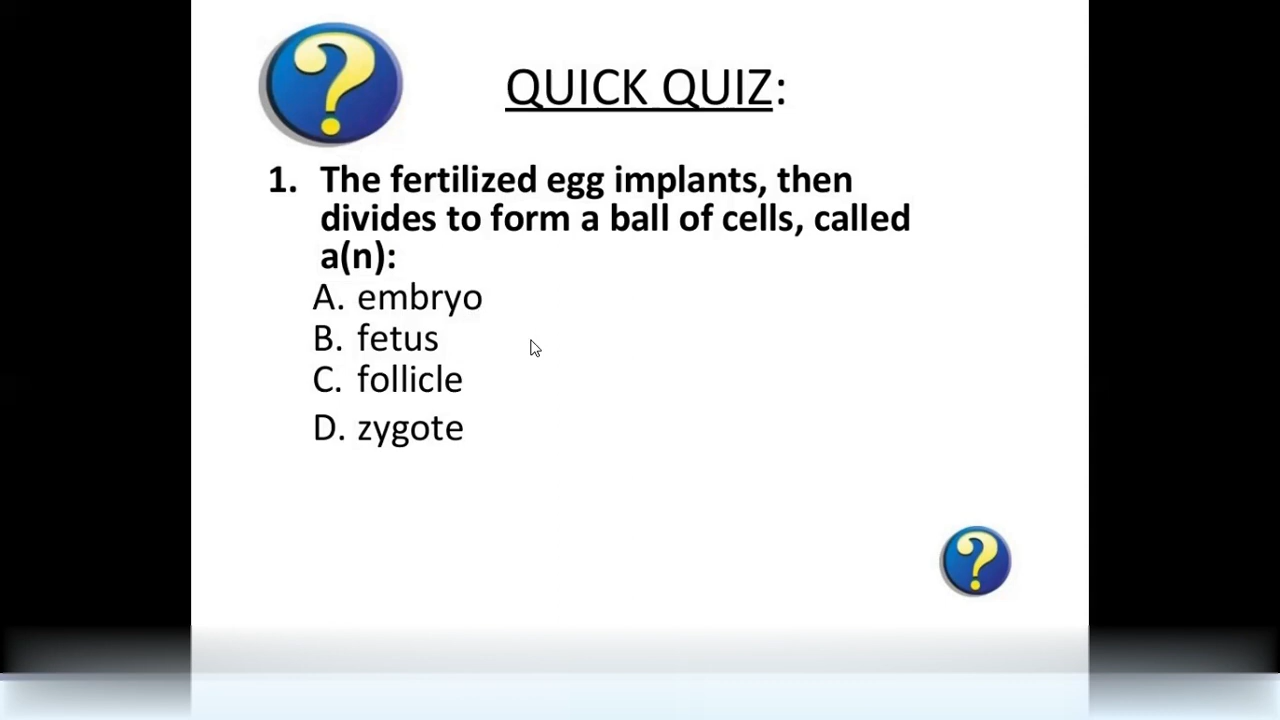 QUICK QUIZ:
1. The fertilized egg implants, then
divides to form a ball of cells, called
a(n):
A. embryo
B. fetus
C. follicle
D. zygote